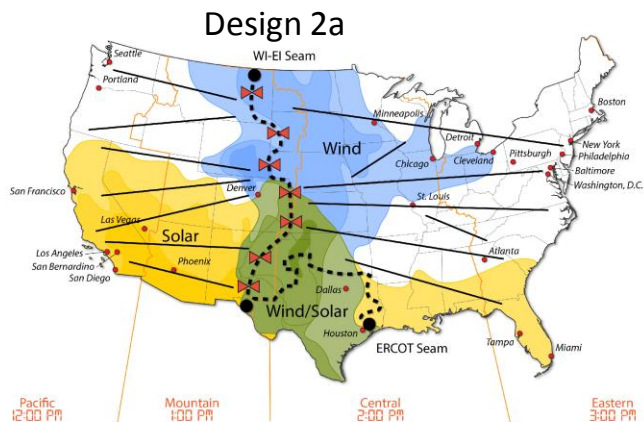 Design 2a
WI-EI Seam
Seattle
Portland
Minneapolis
Boston
Detroit
New York
Wind
Chicago
Cleveland
Pittsburgh
Philadelphia
Baltimore
Washington, D.C.
San Francisco
Denver
St. Louis
Las Vegas
Solar
Los Angeles
San Bernardino
San Diego
Phoenix
Atlanta
Dallas
Wind/Solar
Houston
ERCOT Seam
Tampa
Miami
Pacific
12:00 PM
Mountain
1:00 PM
Central
2:00 PM
Eastern
3:00 PM